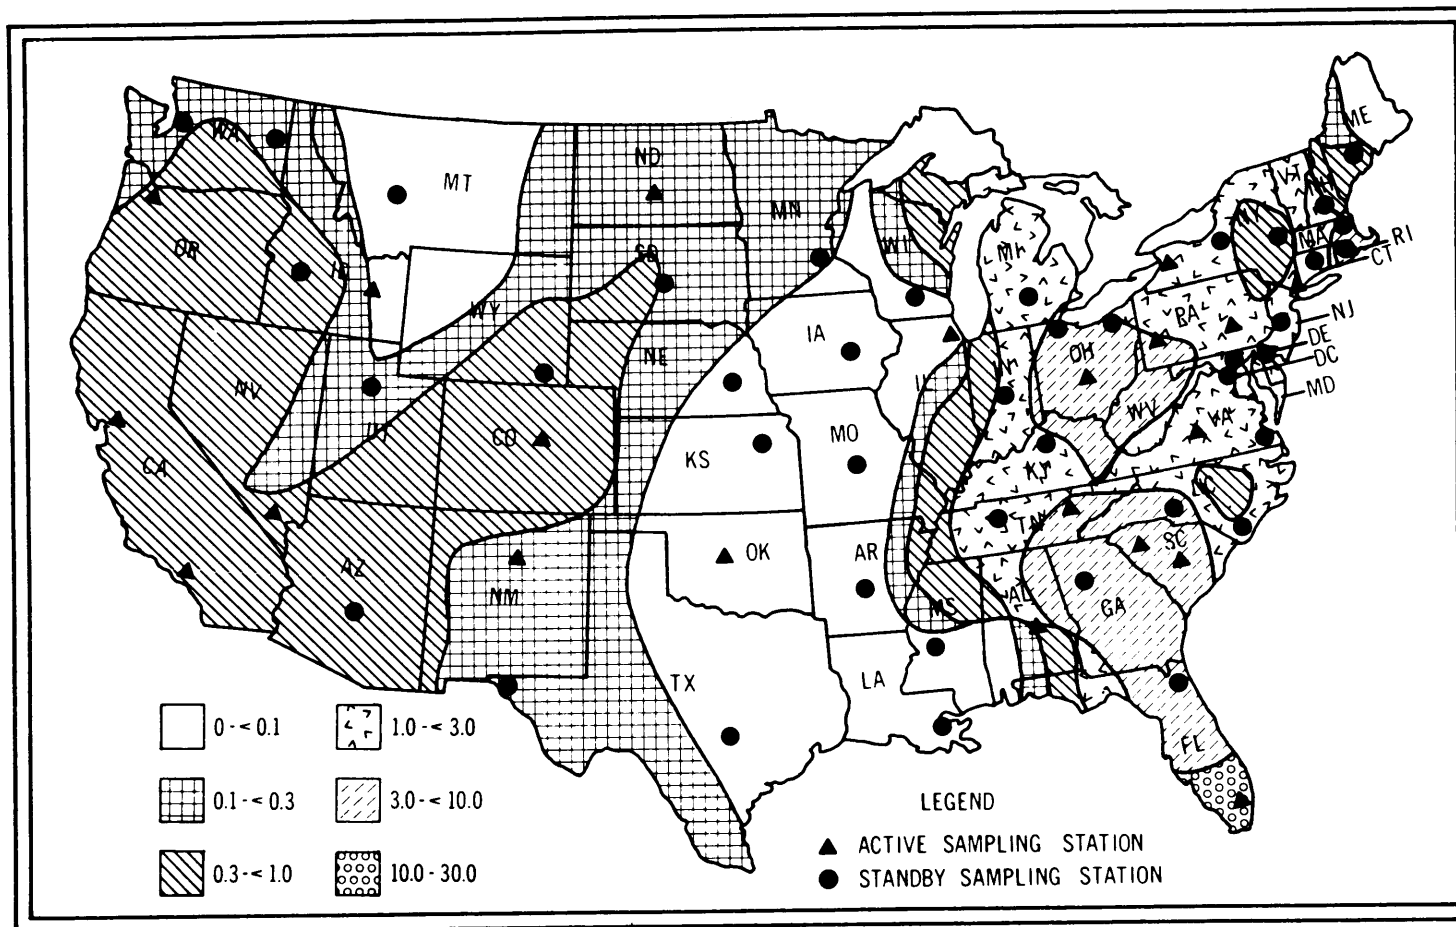 WA
MT
ND
MN
ME
VT
NH
NY
MA
RI
CT
OR
ID
SD
WI
MI
WY
IA
PA
NJ
NE
OH
DE
DC
NV
UT
IL
IN
WV
MD
CA
CO
KS
MO
KY
VA
NC
AZ
NM
OK
AR
TN
SC
MS
AL
GA
TX
LA
FL
0 - < 0.1
1.0 - < 3.0
0.1 - < 0.3
3.0 - < 10.0
0.3 - < 1.0
10.0 - 30.0
LEGEND
ACTIVE SAMPLING STATION
STANDBY SAMPLING STATION